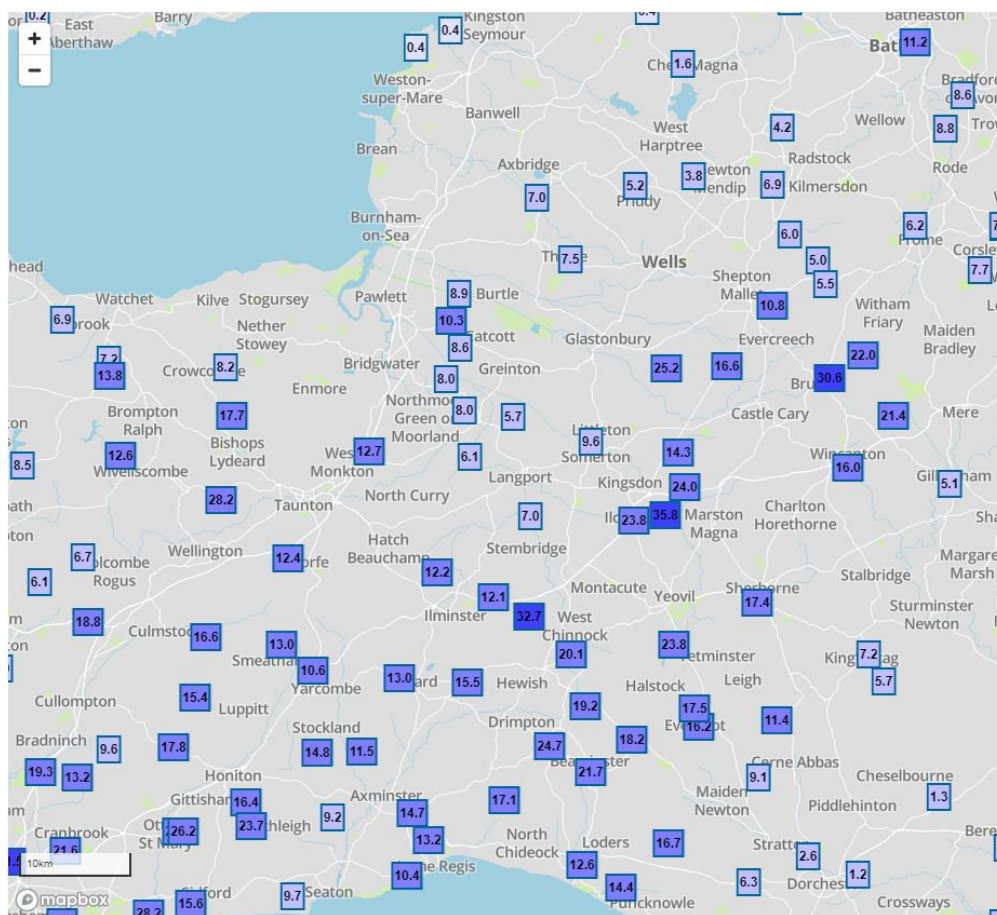 0.2
East
Aberthaw
Barry
+
−
0.4
Kingston
Seymour
0.4
0.4
Weston-
super-Mare
Banwell
1.6
Magna
Batheaston
11.2
8.6
8.8
4.2
Wellow
West
Harptree
Radstock
Rode
Brean
Axbridge
3.8
5.2
Priddy
6.9
Kilmersdon
7.0
Burnham-
on-Sea
6.2
Frome
6.0
7.5
Wells
5.0
7.7
Shepton
5.5
Watchet
Kilve
Stogursey
Pawlett
8.9
Burtle
10.8
Witham
Friary
6.9
Nether
Stowey
10.3
8.6
Glastonbury
Evercreech
Maiden
Bradley
7.2
13.8
8.2
Bridgwater
Greinton
25.2
16.6
22.0
30.6
Enmore
8.0
Brompton
Ralph
17.7
Green
Moorland
8.0
5.7
Castle Cary
21.4
Mere
Bishops
Lydeard
12.7
Monkton
9.6
Somerton
14.3
12.6
Wiveliscombe
8.5
6.1
Langport
Kingsdon
Wincanton
16.0
5.1
28.2
Taunton
North Curry
24.0
7.0
23.8
35.8
Marston
Magna
Charlton
Horethorne
Wellington
12.4
Hatch
Beauchamp
Stembridge
6.7
Rogus
6.1
12.2
Montacute
Yeovil
Sherborne
Stalbridge
12.1
17.4
18.8
Ilminster
32.7
West
Chinnock
Sturminster
Newton
16.6
13.0
23.8
20.1
7.2
10.6
Yarcombe
13.0
15.5
Hewish
Halstock
Leigh
5.7
Cullompton
15.4
Luppitt
19.2
17.5
16.2
11.4
Stockland
Drimpton
Bradninch
9.6
17.8
14.8
11.5
24.7
18.2
Cerne Abbas
19.3
13.2
Honiton
21.7
9.1
Cheselbourne
Axminster
17.1
Maiden
Newton
1.3
Piddlehinton
16.4
14.7
9.2
23.7
26.2
St Mary
Cranbrook
21.6
13.2
North
Chideock
Loders
16.7
2.6
10km
10.4
12.6
6.3
1.2
mapbox
9.7
Seaton
14.4
Crossways
15.6
28.2